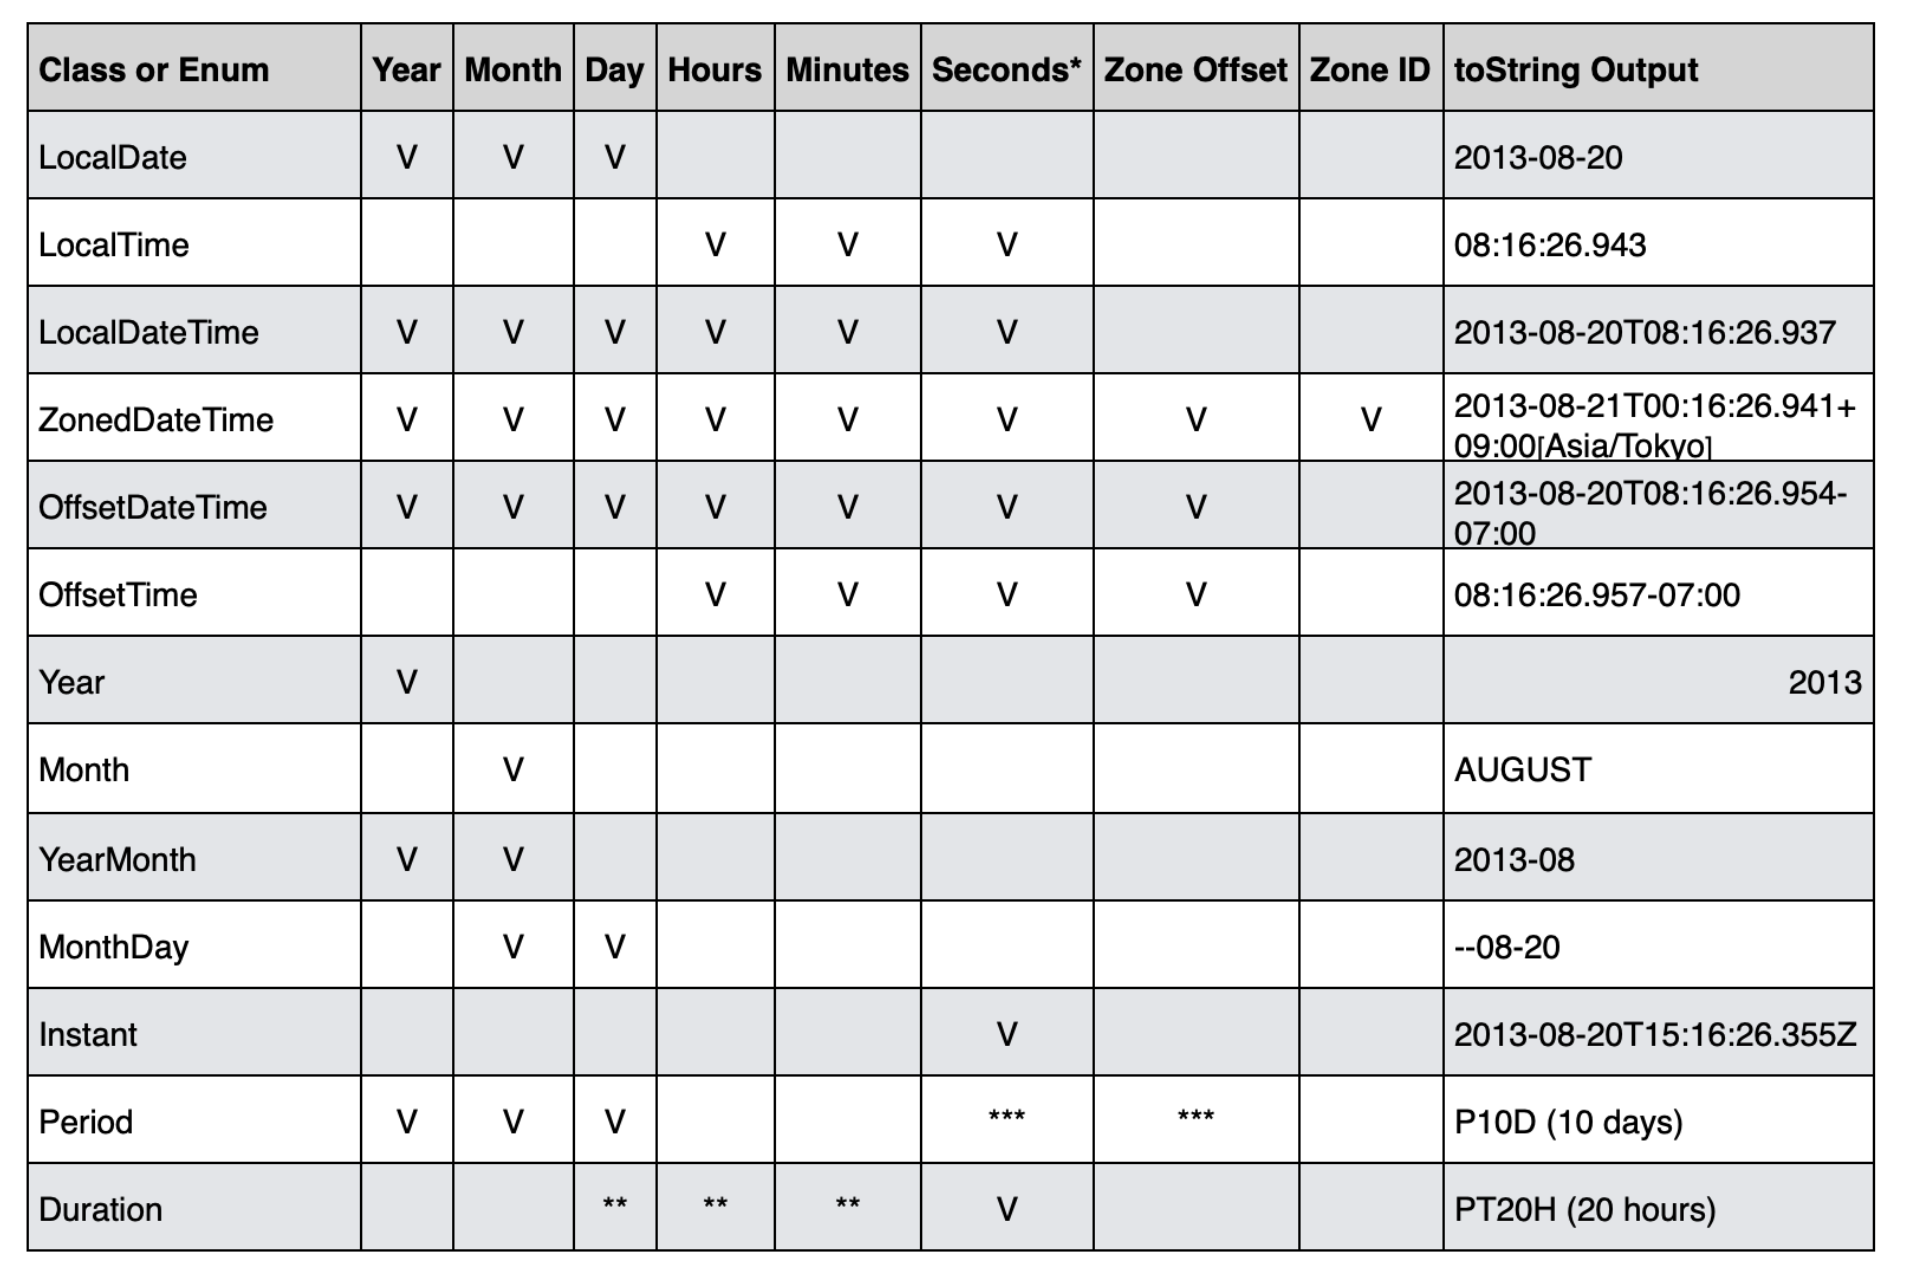 Class or Enum Year Month Day Hours Minutes Seconds* Zone Offset Zone ID toString Output
LocalDate V V V 2013-08-20
LocalTime V V V 08:16:26.943
LocalDateTime V V V V V V 2013-08-20T08:16:26.937
ZonedDateTime V V V V V V V V 2013-08-21T00:16:26.941+
09:00[Asia/Tokyo]
OffsetDateTime V V V V V V V 2013-08-20T08:16:26.954-
07:00
OffsetTime V V V V 08:16:26.957-07:00
Year V 2013
Month V AUGUST
YearMonth V V 2013-08
MonthDay V V --08-20
Instant V 2013-08-20T15:16:26.355Z
Period V V V *** *** P10D (10 days)
Duration ** ** ** V PT20H (20 hours)